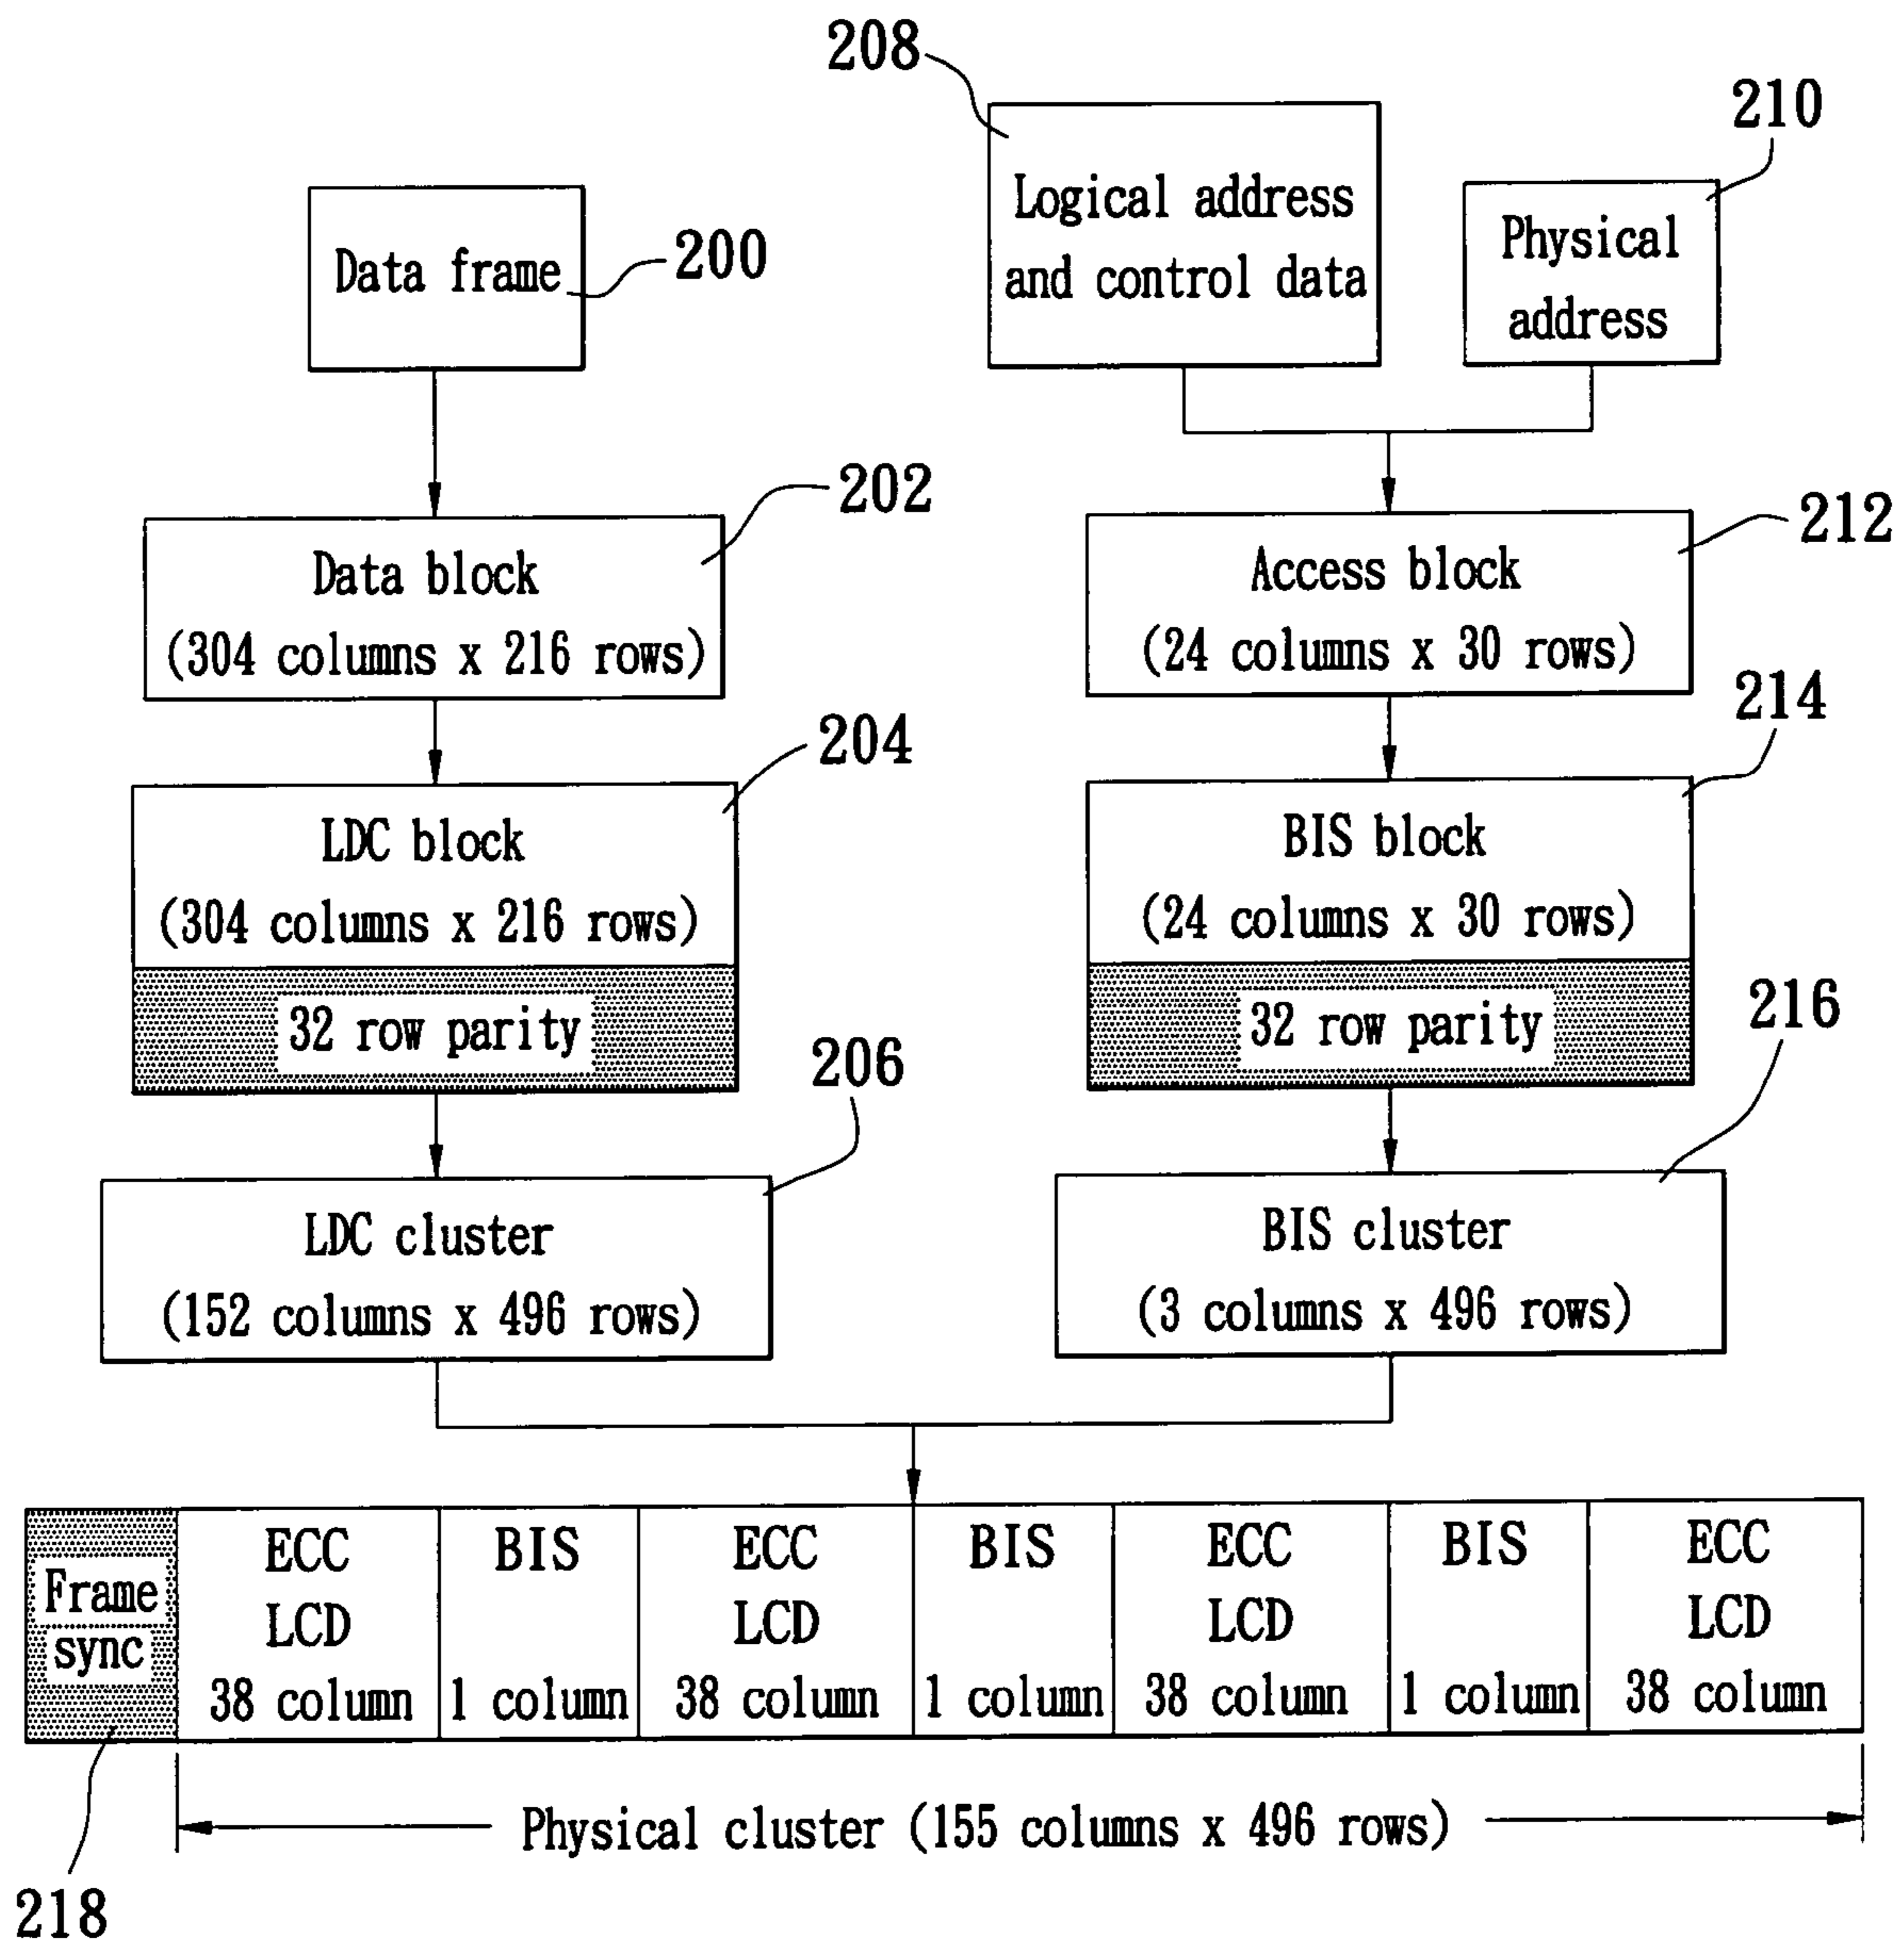 208
210
Logical address
and control data
Physical
address
Data frame
200
202
212
Data block
(304 columns x 216 rows)
Access block
(24 columns x 30 rows)
204
214
LDC block
(304 columns x 216 rows)
32 row parity
BIS block
(24 columns x 30 rows)
32 row parity
206
216
LDC cluster
(152 columns x 496 rows)
BIS cluster
(3 columns x 496 rows)
Frame
sync
ECC
LCD
38 column
BIS
1 column
ECC
LCD
38 column
BIS
1 column
ECC
LCD
38 column
BIS
1 column
ECC
LCD
38 column
Physical cluster (155 columns x 496 rows)
218